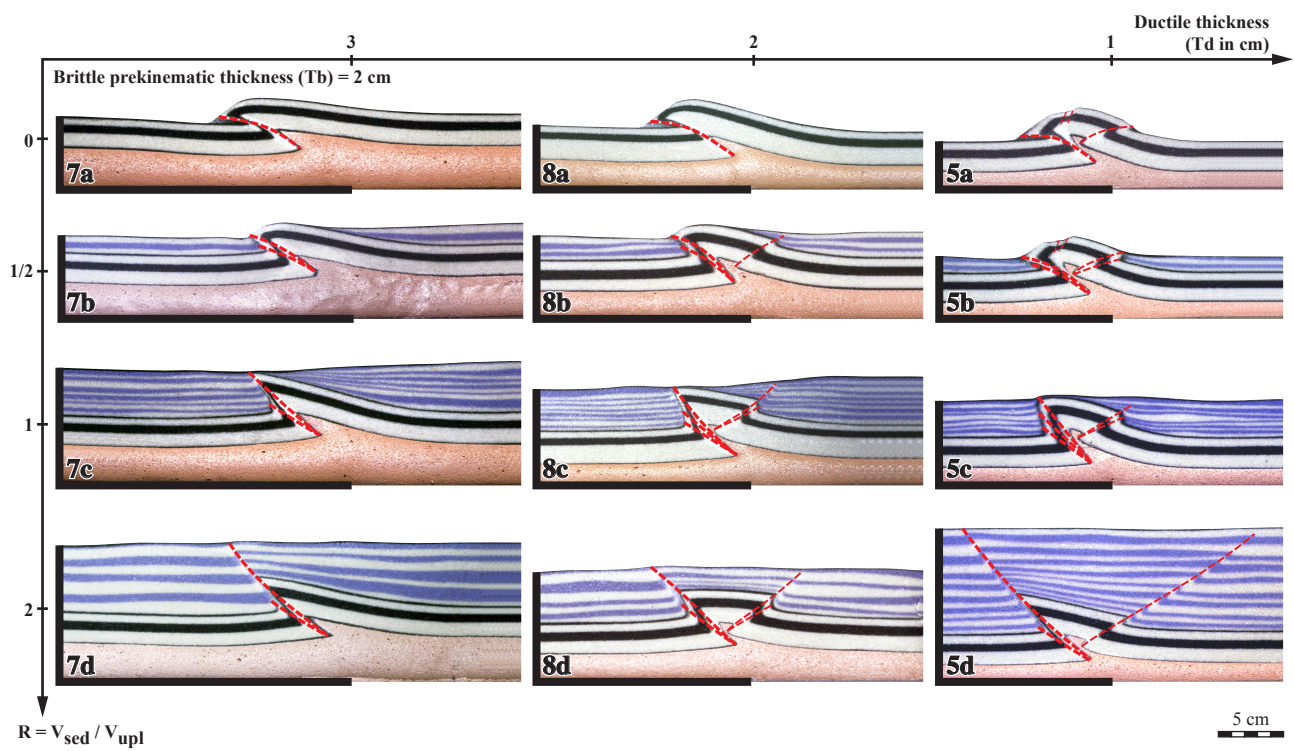 Ductile thickness
(Td in cm)
3 2 1
Brittle prekinematic thickness (Tb) = 2 cm
0
7a 8a 5a
1/2
7b 8b 5b
1
7c 8c 5c
2
7d 8d 5d
R = Vsed / Vupl
5 cm